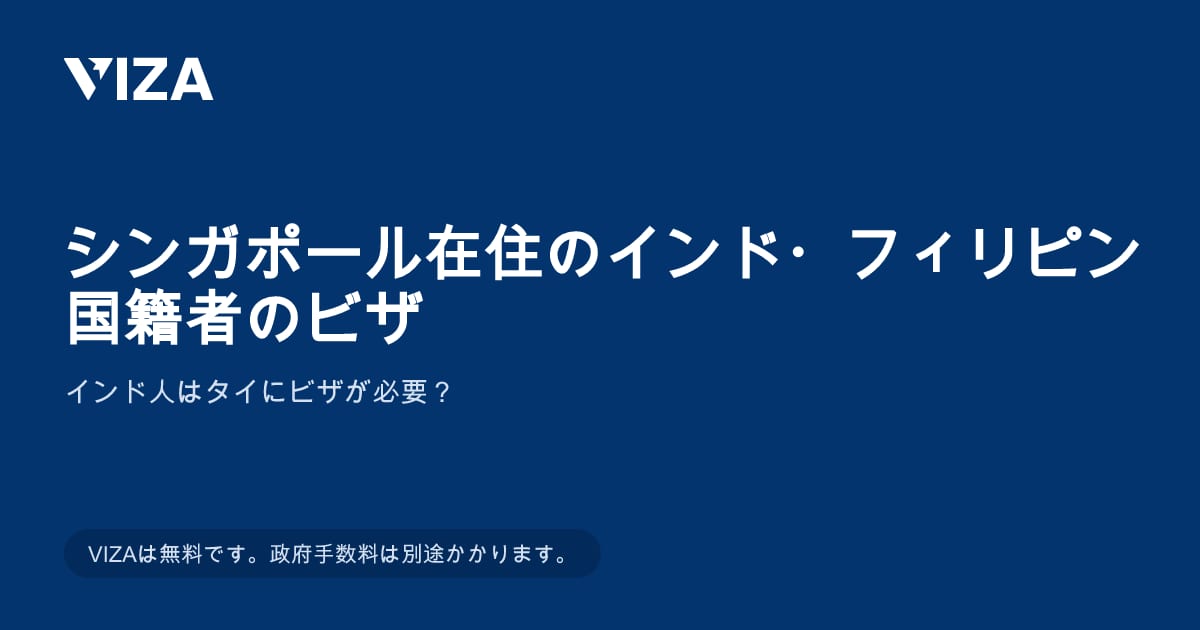 VIZA
シンガポール在住のインド・フィリピン
国籍者のビザ
インド人はタイにビザが必要？
VIZAは無料です。政府手数料は別途かかります。